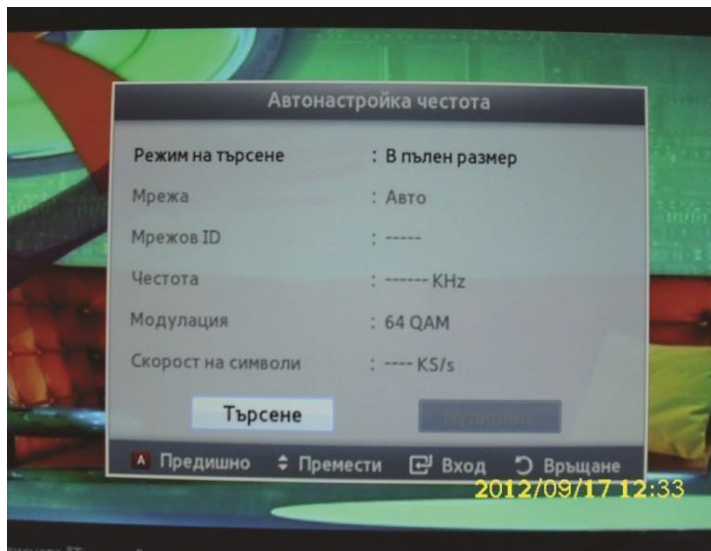 Автонастройка честота
Режим на търсене : В пълен размер
Мрежа : Авто
Мрежов ID : -----
Честота : ------ KHz
Модулация : 64 QAM
Скорост на символи : ---- KS/s
Търсене
A Предишно Премести Вход Връщане
2012/09/17 12:33